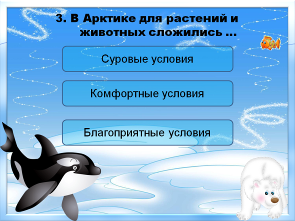 3. В Арктике для растений и
животных сложились ...
Суровые условия
Комфортные условия
Благоприятные условия